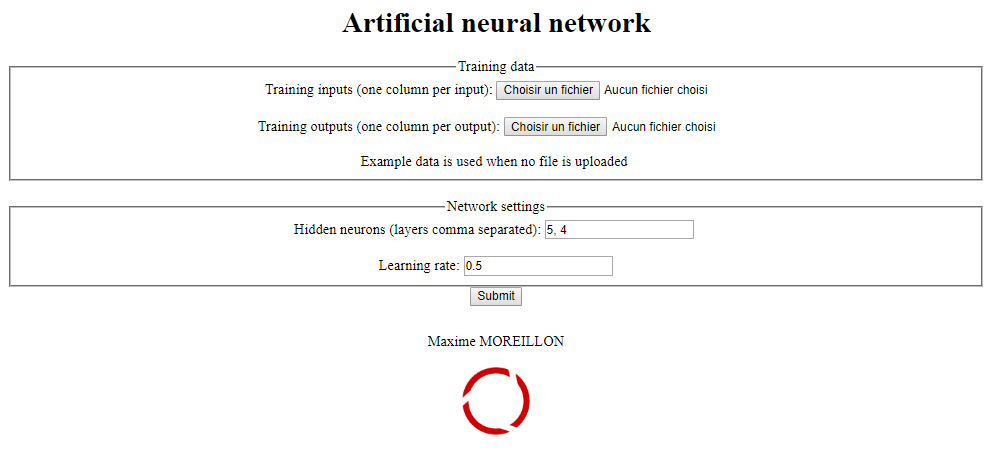 Artificial neural network
Training data
Training inputs (one column per input): Choisir un fichier Aucun fichier choisi
Training outputs (one column per output): Choisir un fichier Aucun fichier choisi
Example data is used when no file is uploaded
Network settings
Hidden neurons (layers comma separated): 5, 4
Learning rate: 0.5
Submit
Maxime MOREILLON